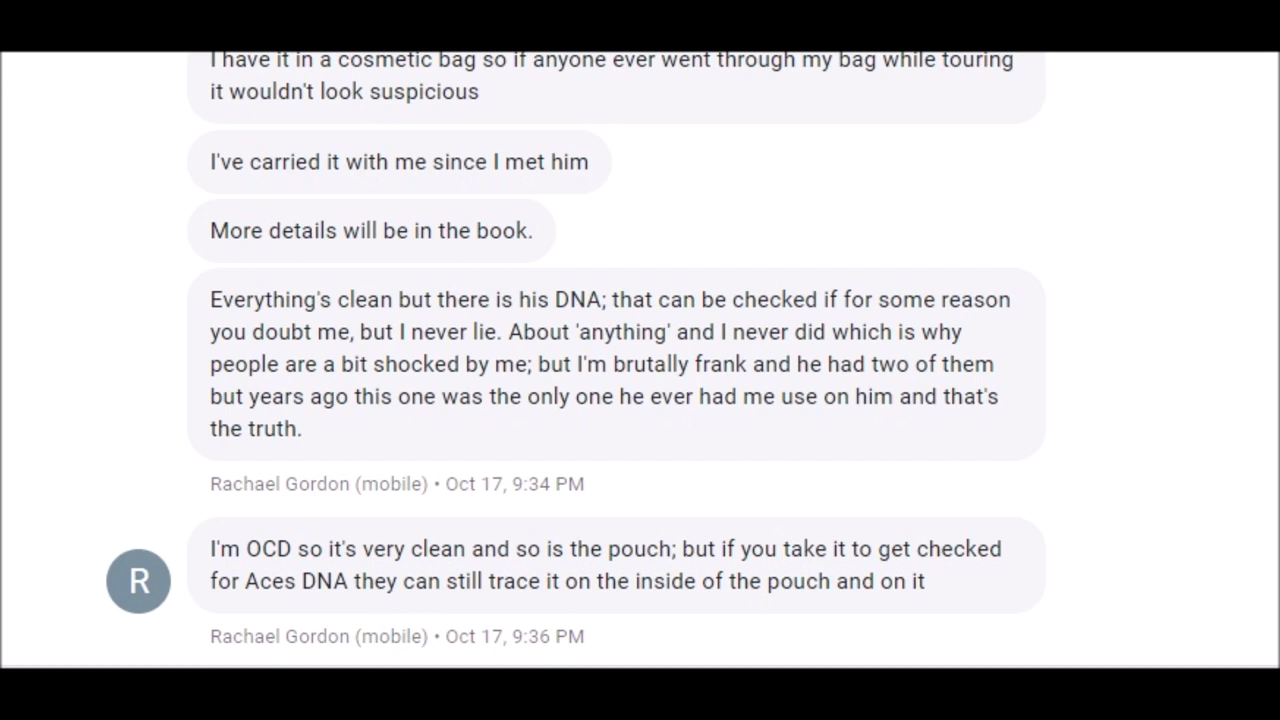 I have it in a cosmetic bag so if anyone ever went through my bag while touring
it wouldn't look suspicious
I've carried it with me since I met him
More details will be in the book.
Everything's clean but there is his DNA; that can be checked if for some reason
you doubt me, but I never lie. About 'anything' and I never did which is why
people are a bit shocked by me; but I'm brutally frank and he had two of them
but years ago this one was the only one he ever had me use on him and that's
the truth.
Rachael Gordon (mobile) • Oct 17, 9:34 PM
I'm OCD so it's very clean and so is the pouch; but if you take it to get checked
for Aces DNA they can still trace it on the inside of the pouch and on it
R
Rachael Gordon (mobile) • Oct 17, 9:36 PM